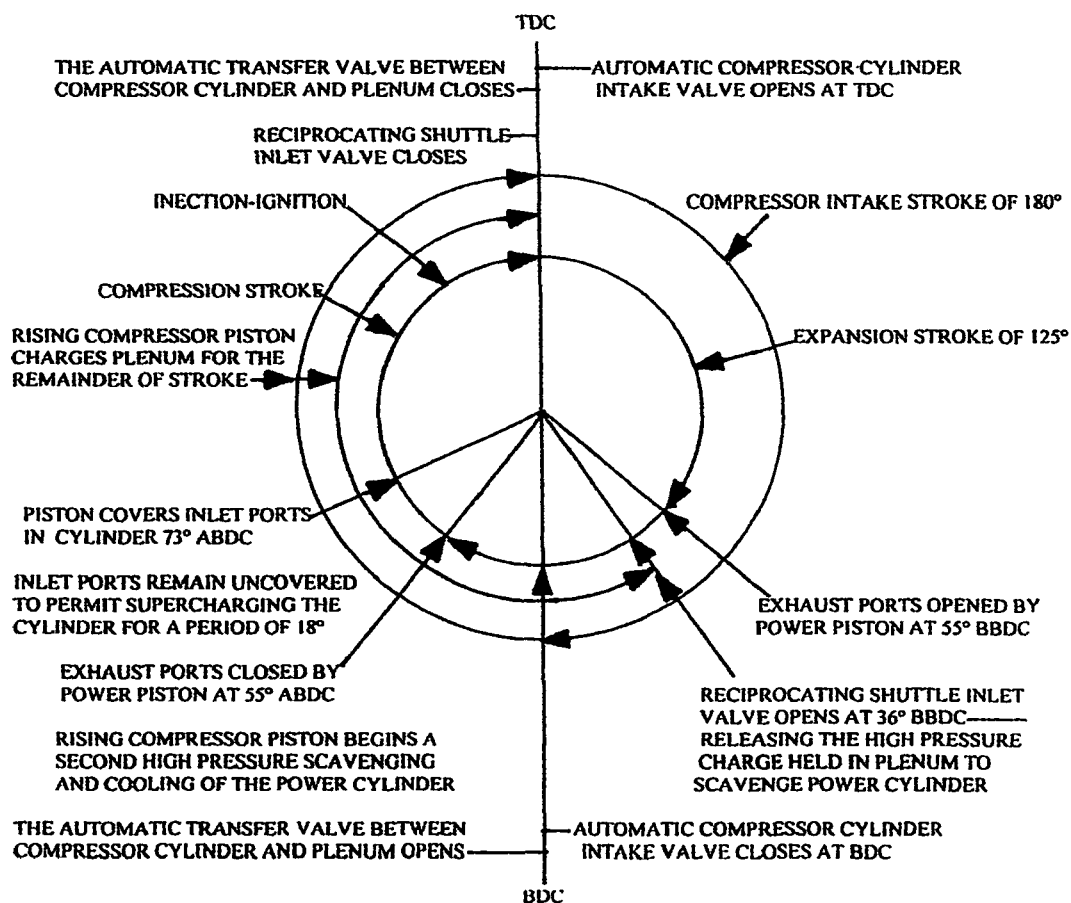 TDC
THE AUTOMATIC TRANSFER VALVE BETWEEN
COMPRESSOR CYLINDER AND PLENUM CLOSES
AUTOMATIC COMPRESSOR-CYLINDER
INTAKE VALVE OPENS AT TDC
RECIPROCATING SHUTTLE
INLET VALVE CLOSES
INECTION-IGNITION
COMPRESSOR INTAKE STROKE OF 180°
COMPRESSION STROKE
RISING COMPRESSOR PISTON
CHARGES PLENUM FOR THE
REMAINDER OF STROKE
EXPANSION STROKE OF 125°
PISTON COVERS INLET PORTS
IN CYLINDER 73° ABDC
INLET PORTS REMAIN UNCOVERED
TO PERMIT SUPERCHARGING THE
CYLINDER FOR A PERIOD OF 18°
EXHAUST PORTS OPENED BY
POWER PISTON AT 55° BBDC
EXHAUST PORTS CLOSED BY
POWER PISTON AT 55° ABDC
RECIPROCATING SHUTTLE INLET
VALVE OPENS AT 36° BBDC
RELEASING THE HIGH PRESSURE
CHARGE HELD IN PLENUM TO
SCAVENGE POWER CYLINDER
RISING COMPRESSOR PISTON BEGINS A
SECOND HIGH PRESSURE SCAVENGING
AND COOLING OF THE POWER CYLINDER
THE AUTOMATIC TRANSFER VALVE BETWEEN
COMPRESSOR CYLINDER AND PLENUM OPENS
AUTOMATIC COMPRESSOR CYLINDER
INTAKE VALVE CLOSES AT BDC
BDC